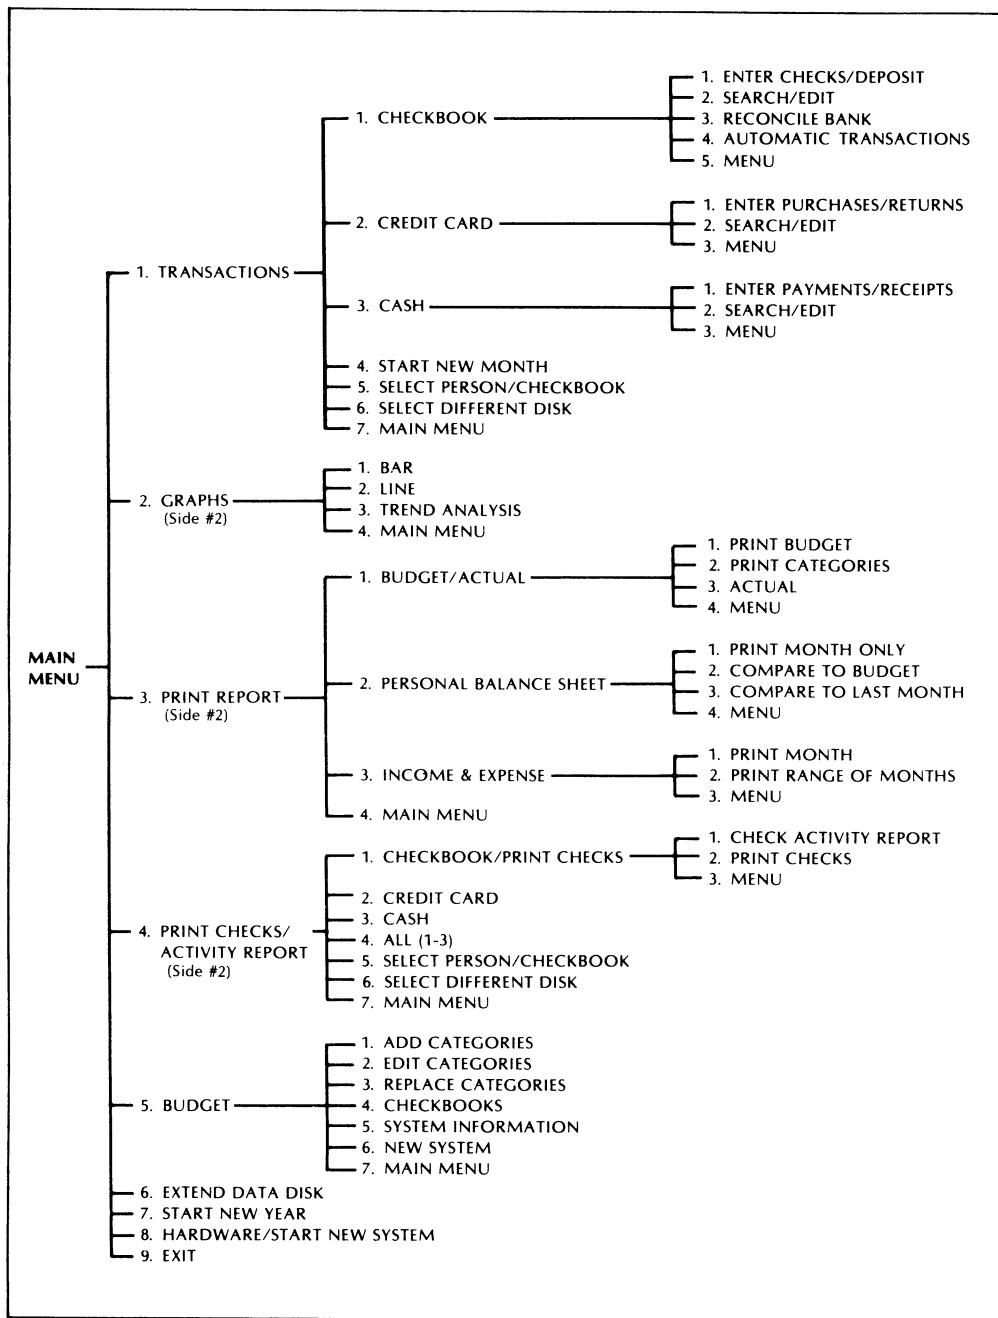 MAIN MENU
1. TRANSACTIONS
1. CHECKBOOK
1. ENTER CHECKS/DEPOSIT
2. SEARCH/EDIT
3. RECONCILE BANK
4. AUTOMATIC TRANSACTIONS
5. MENU
2. CREDIT CARD
1. ENTER PURCHASES/RETURNS
2. SEARCH/EDIT
3. MENU
3. CASH
1. ENTER PAYMENTS/RECEIPTS
2. SEARCH/EDIT
3. MENU
4. START NEW MONTH
5. SELECT PERSON/CHECKBOOK
6. SELECT DIFFERENT DISK
7. MAIN MENU
2. GRAPHS
(Side #2)
1. BAR
2. LINE
3. TREND ANALYSIS
4. MAIN MENU
3. PRINT REPORT
(Side #2)
1. BUDGET/ACTUAL
1. PRINT BUDGET
2. PRINT CATEGORIES
3. ACTUAL
4. MENU
2. PERSONAL BALANCE SHEET
1. PRINT MONTH ONLY
2. COMPARE TO BUDGET
3. COMPARE TO LAST MONTH
4. MENU
3. INCOME & EXPENSE
1. PRINT MONTH
2. PRINT RANGE OF MONTHS
3. MENU
4. MAIN MENU
4. PRINT CHECKS/
ACTIVITY REPORT
(Side #2)
1. CHECKBOOK/PRINT CHECKS
1. CHECK ACTIVITY REPORT
2. PRINT CHECKS
3. MENU
2. CREDIT CARD
3. CASH
4. ALL (1-3)
5. SELECT PERSON/CHECKBOOK
6. SELECT DIFFERENT DISK
7. MAIN MENU
5. BUDGET
1. ADD CATEGORIES
2. EDIT CATEGORIES
3. REPLACE CATEGORIES
4. CHECKBOOKS
5. SYSTEM INFORMATION
6. NEW SYSTEM
7. MAIN MENU
6. EXTEND DATA DISK
7. START NEW YEAR
8. HARDWARE/START NEW SYSTEM
9. EXIT